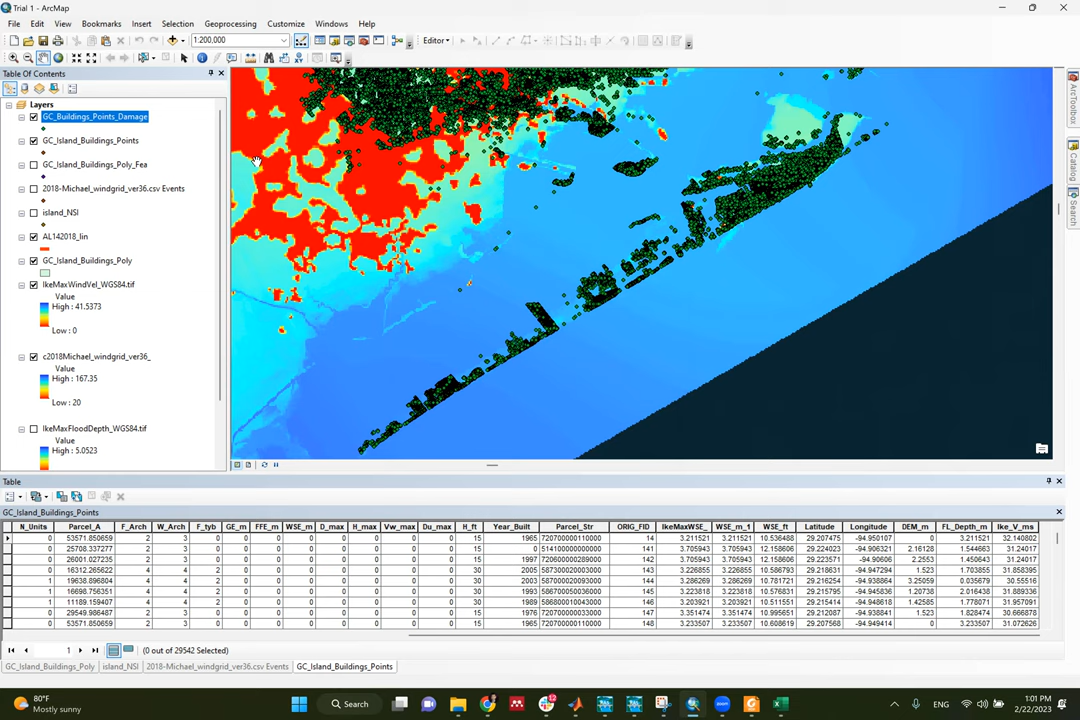 Trial 1 - ArcMap
File Edit View Bookmarks Insert Selection Geoprocessing Customize Windows Help
1:200,000 Editor
Table Of Contents
Layers
GC_Buildings_Points_Damage
GC_Island_Buildings_Points
GC_Island_Buildings_Poly_Fea
2018-Michael_windgrid_ver36.csv Events
island_NSI
AL142018_lin
GC_Island_Buildings_Poly
IkeMaxWindVel_WGS84.tif
Value
High : 41.5373
Low : 0
c2018Michael_windgrid_ver36_
Value
High : 167.35
Low : 20
IkeMaxFloodDepth_WGS84.tif
Value
High : 5.0523
ArcToolbox
Catalog
Search
Table
GC_Island_Buildings_Points
N_Units Parcel_A F_Arch W_Arch F_tyb GE_m FFE_m WSE_m D_max H_max Vw_max Du_max H_ft Year_Built Parcel_Str ORIG_FID IkeMaxWSE_ WSE_m_1 WSE_ft Latitude Longitude DEM_m FL_Depth_m Ike_V_ms
0 53571.850659 2 3 2 0 0 0 0 0 0 0 15 1965 720700000110000 14 3.211521 3.211521 10.536488 29.207475 -94.950107 0 3.211521 32.140802
0 25708.337277 2 3 2 0 0 0 0 0 0 0 15 0 514100000000000 141 3.705943 3.705943 12.158606 29.224023 -94.906321 2.16128 1.544663 31.24017
0 26001.027235 2 3 2 0 0 0 0 0 0 0 15 1997 720600000289000 142 3.705943 3.705943 12.158606 29.223571 -94.90657 2.2553 1.450643 31.24017
0 16312.265622 4 4 2 0 0 0 0 0 0 0 30 2005 587300002034000 143 3.226855 3.226855 10.586793 29.218631 -94.947294 1.523 1.703355 31.858395
1 19638.896804 4 4 2 0 0 0 0 0 0 0 30 2003 587000020093000 144 3.286269 3.286269 10.781721 29.216254 -94.938864 3.25059 0.035679 30.55516
1 16698.756351 4 4 2 0 0 0 0 0 0 0 30 1993 586700050036000 145 3.223818 3.223818 10.576831 29.215795 -94.945836 1.20738 2.016438 31.889336
1 11189.159407 4 4 2 0 0 0 0 0 0 0 30 1989 586800010043000 146 3.203921 3.203921 10.511551 29.215414 -94.948618 1.42585 1.778071 31.957091
0 29549.986487 2 3 2 0 0 0 0 0 0 0 15 1976 720700000033000 147 3.351474 3.351474 10.995654 29.212087 -94.938841 1.523 1.828474 30.666878
0 53571.850659 2 3 2 0 0 0 0 0 0 0 15 1965 720700000110000 148 3.233507 3.233507 10.608619 29.207568 -94.949414 0 3.233507 31.072626
1 (0 out of 29542 Selected)
GC_Island_Buildings_Poly island_NSI 2018-Michael_windgrid_ver36.csv Events GC_Island_Buildings_Points
80°F
Mostly sunny
Search
12
ENG
1:01 PM
2/22/2023